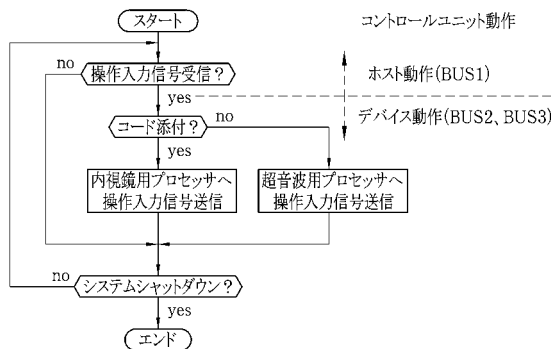 スタート
コントロールユニット動作
no
操作入力信号受信?
ホスト動作(BUS1)
yes
デバイス動作(BUS2、BUS3)
コード添付?
no
yes
内視鏡用プロセッサへ
操作入力信号送信
超音波用プロセッサへ
操作入力信号送信
no
システムシャットダウン?
yes
エンド